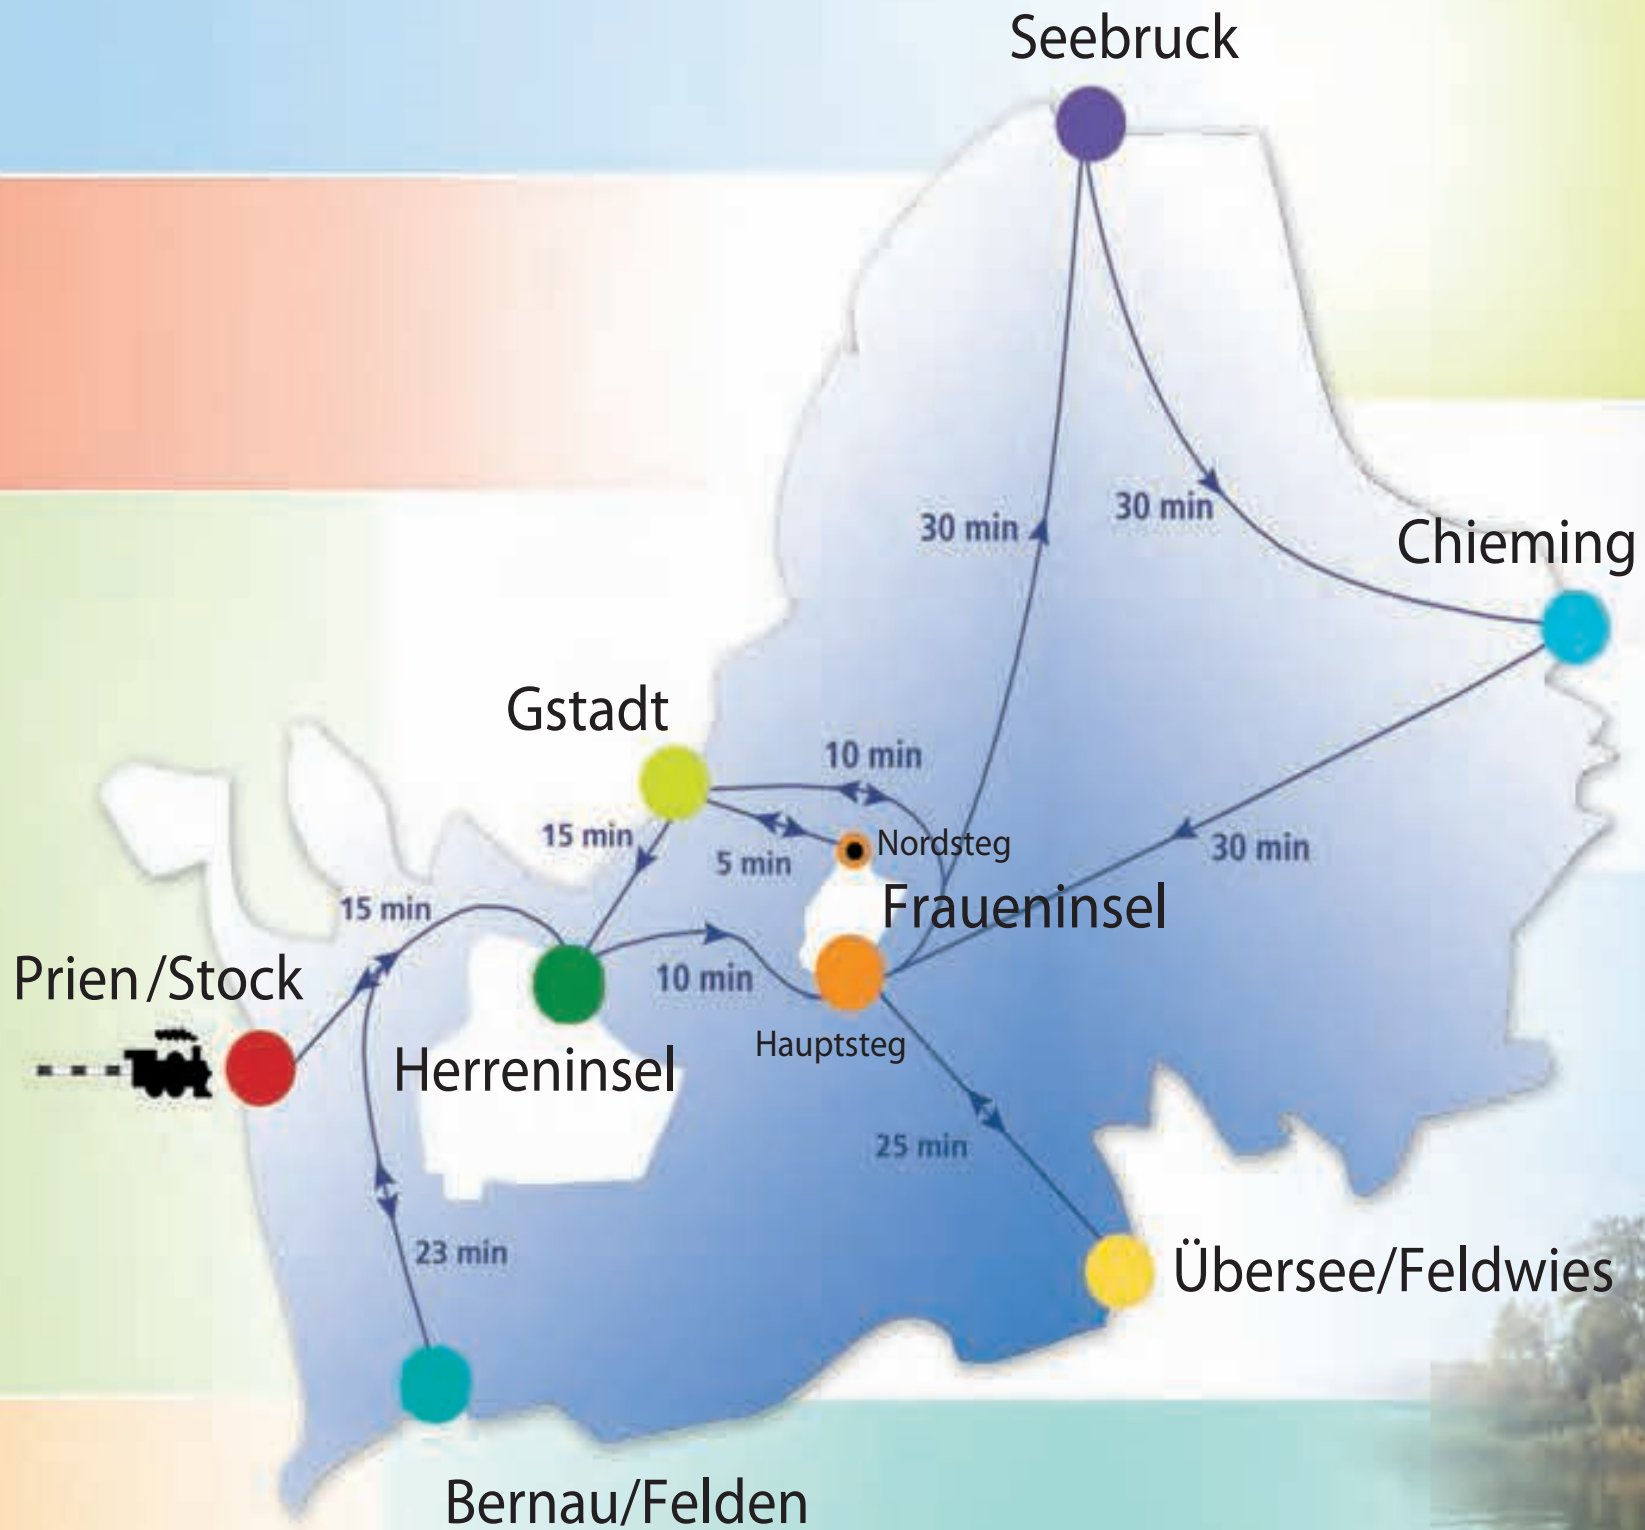 Seebruck
30 min
30 min
Chieming
Gstadt
10 min
15 min
5 min
Nordsteg
30 min
15 min
Fraueninsel
Prien/Stock
10 min
Hauptsteg
Herreninsel
25 min
23 min
Übersee/Feldwies
Bernau/Felden